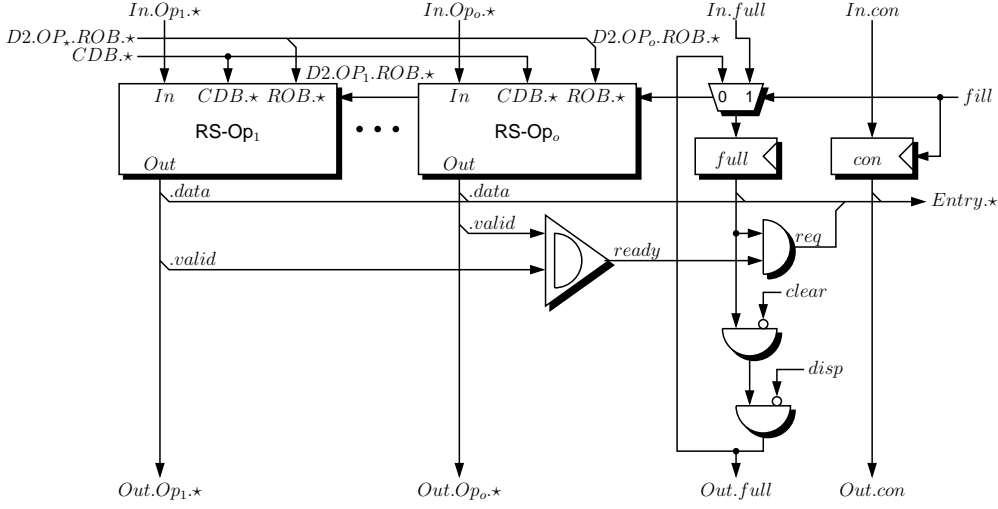 In.Op₁.⋆ In.Opₒ.⋆ In.full In.con
D2.OP⋆.ROB.⋆ D2.OPₒ.ROB.⋆
CDB.⋆
D2.OP₁.ROB.⋆
In CDB.⋆ ROB.⋆ In CDB.⋆ ROB.⋆ 0 1 fill
RS-Op₁ • • • RS-Opₒ
full con
Out Out
.data .data Entry.⋆
.valid req
.valid ready
clear
disp
Out.Op₁.⋆ Out.Opₒ.⋆ Out.full Out.con